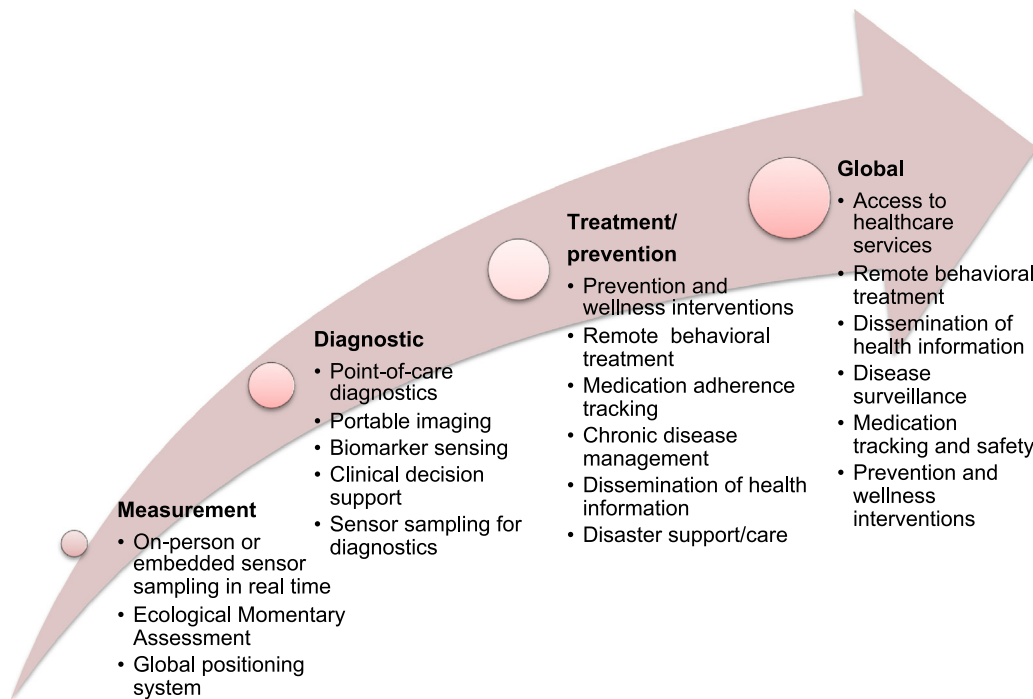 Measurement
• On-person or
embedded sensor
sampling in real time
• Ecological Momentary
Assessment
• Global positioning
system
Diagnostic
• Point-of-care
diagnostics
• Portable imaging
• Biomarker sensing
• Clinical decision
support
• Sensor sampling for
diagnostics
Treatment/
prevention
• Prevention and
wellness interventions
• Remote behavioral
treatment
• Medication adherence
tracking
• Chronic disease
management
• Dissemination of health
information
• Disaster support/care
Global
• Access to
healthcare
services
• Remote behavioral
treatment
• Dissemination of
health information
• Disease
surveillance
• Medication
tracking and safety
• Prevention and
wellness
interventions